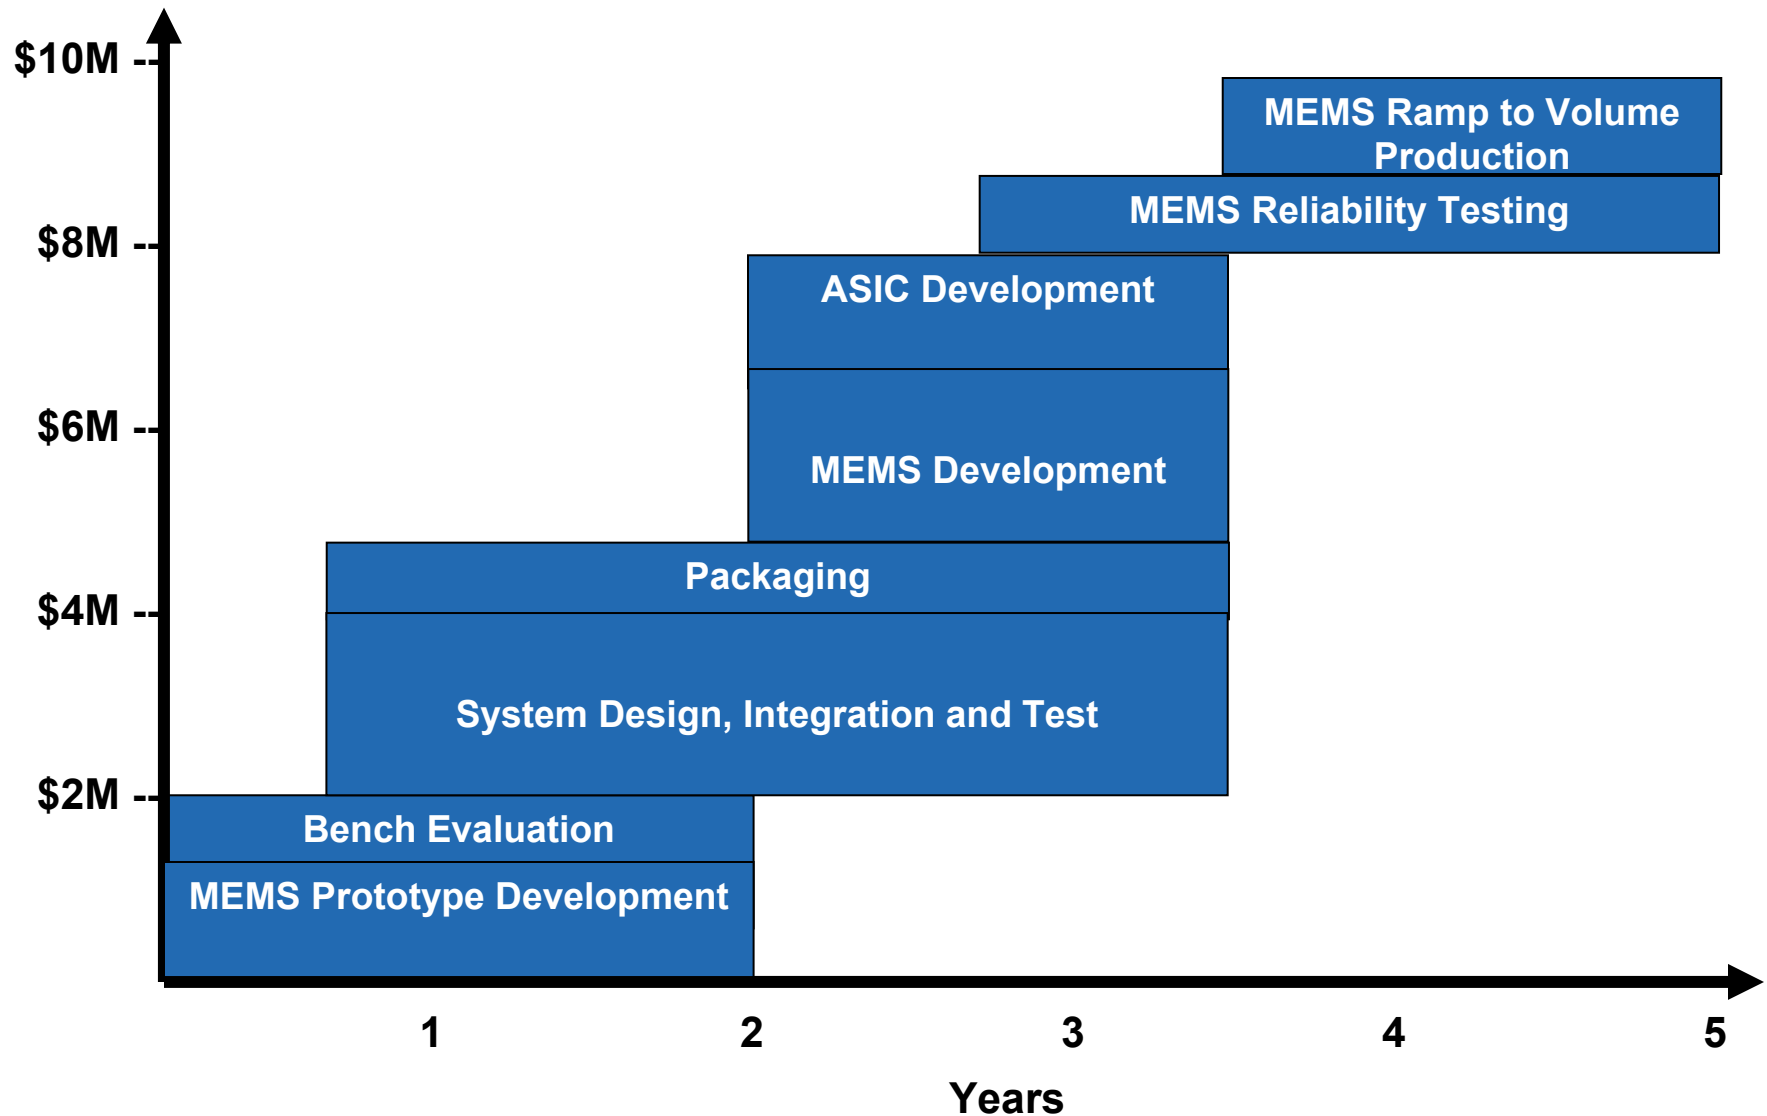 $10M --
MEMS Ramp to Volume
Production
MEMS Reliability Testing
$8M --
ASIC Development
$6M --
MEMS Development
Packaging
$4M --
System Design, Integration and Test
$2M --
Bench Evaluation
MEMS Prototype Development
1 2 3 4 5
Years